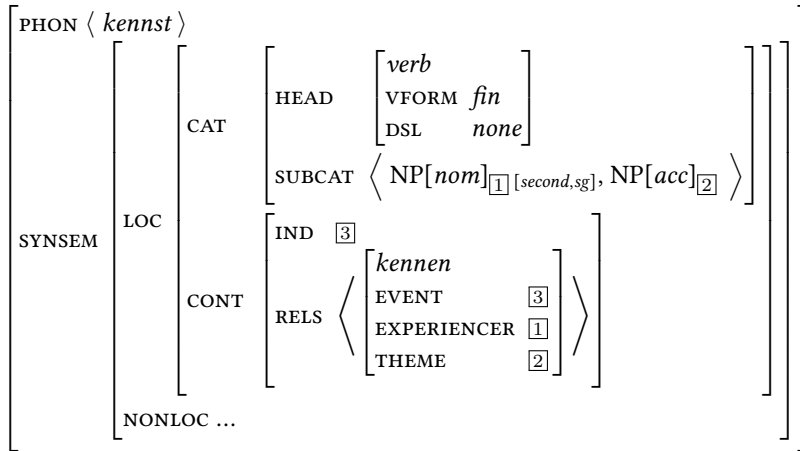 PHON ⟨ kennst ⟩
verb
HEAD VFORM fin
CAT DSL none
SUBCAT ⟨ NP[nom]1 [second,sg], NP[acc]2 ⟩
LOC
SYNSEM
IND 3
kennen
EVENT 3
CONT RELS ⟨ EXPERIENCER 1 ⟩
THEME 2
NONLOC ...